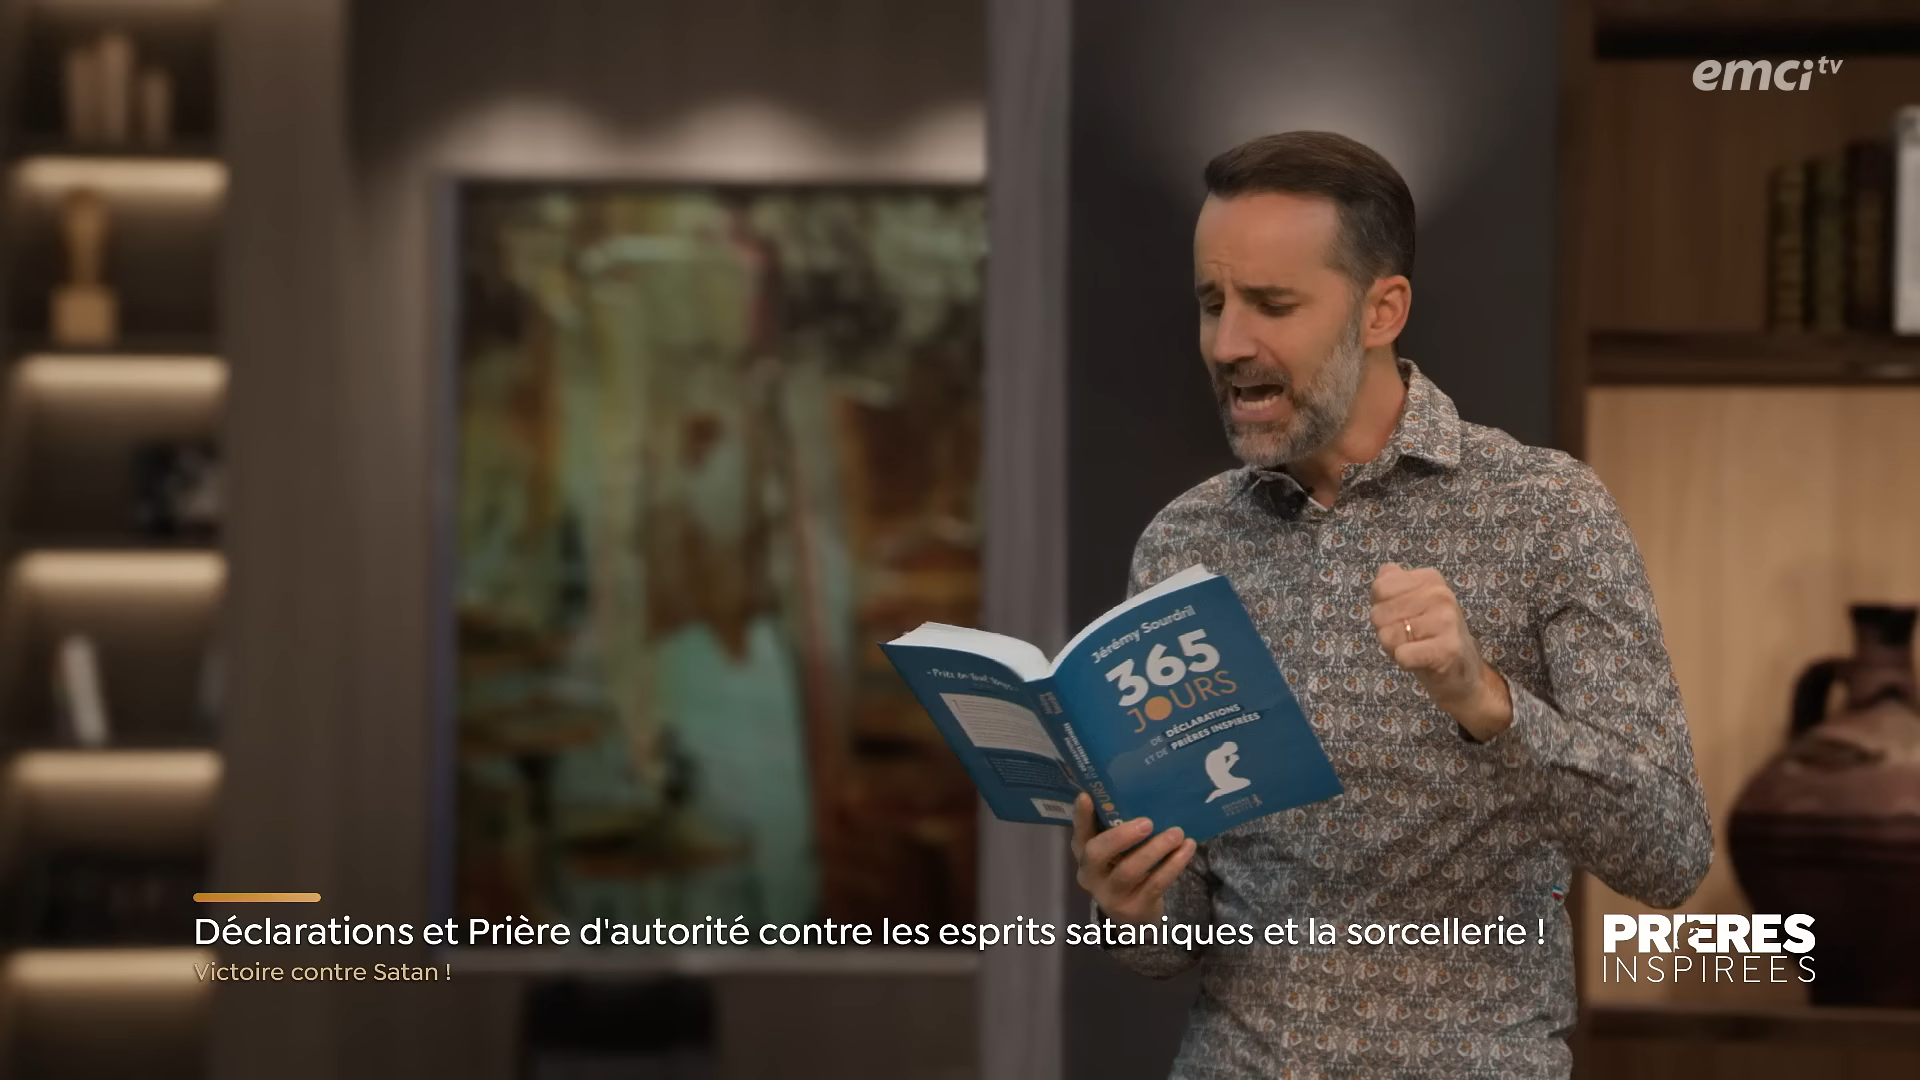 emci tv
Jérémy Sourdril
365
JOURS
DE DÉCLARATIONS
ET DE PRIÈRES INSPIRÉES
Déclarations et Prière d'autorité contre les esprits sataniques et la sorcellerie !
Victoire contre Satan !
PRIÈRES
INSPIREES